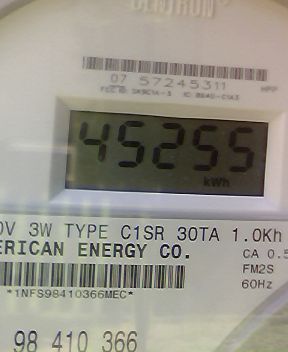 CENTRON®
07 57245311 HPP
45255
kWh
0V 3W TYPE C1SR 30TA 1.0Kh
ERICAN ENERGY CO.
CA 0.5
FM2S
60Hz
*1NFS98410366MEC*
98 410 366